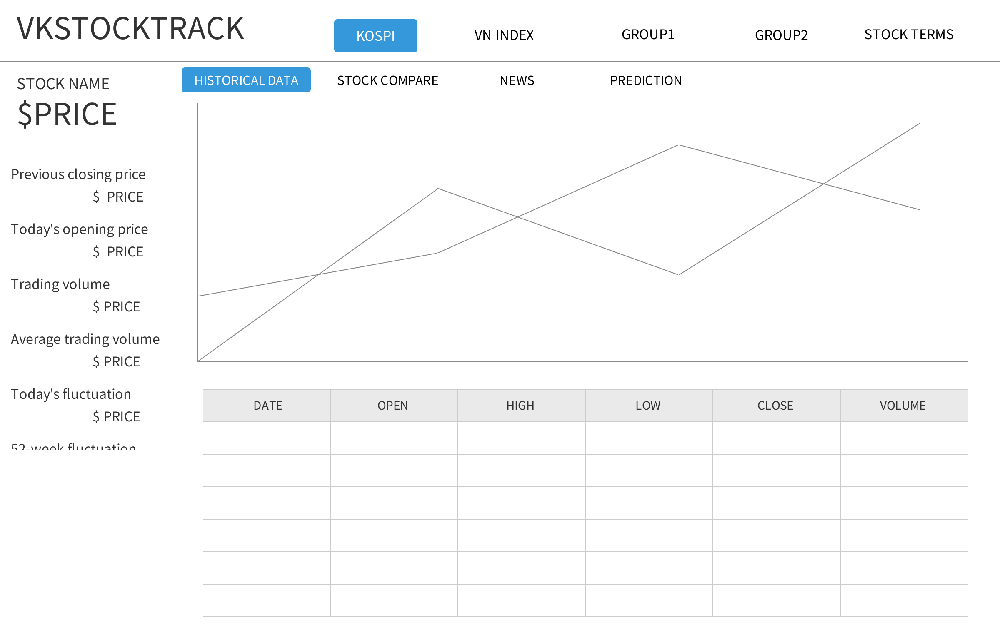 VKSTOCKTRACK
KOSPI VN INDEX GROUP1 GROUP2 STOCK TERMS
HISTORICAL DATA STOCK COMPARE NEWS PREDICTION
STOCK NAME
$PRICE
Previous closing price
$ PRICE
Today's opening price
$ PRICE
Trading volume
$ PRICE
Average trading volume
$ PRICE
Today's fluctuation
$ PRICE
52-week fluctuation
DATE OPEN HIGH LOW CLOSE VOLUME